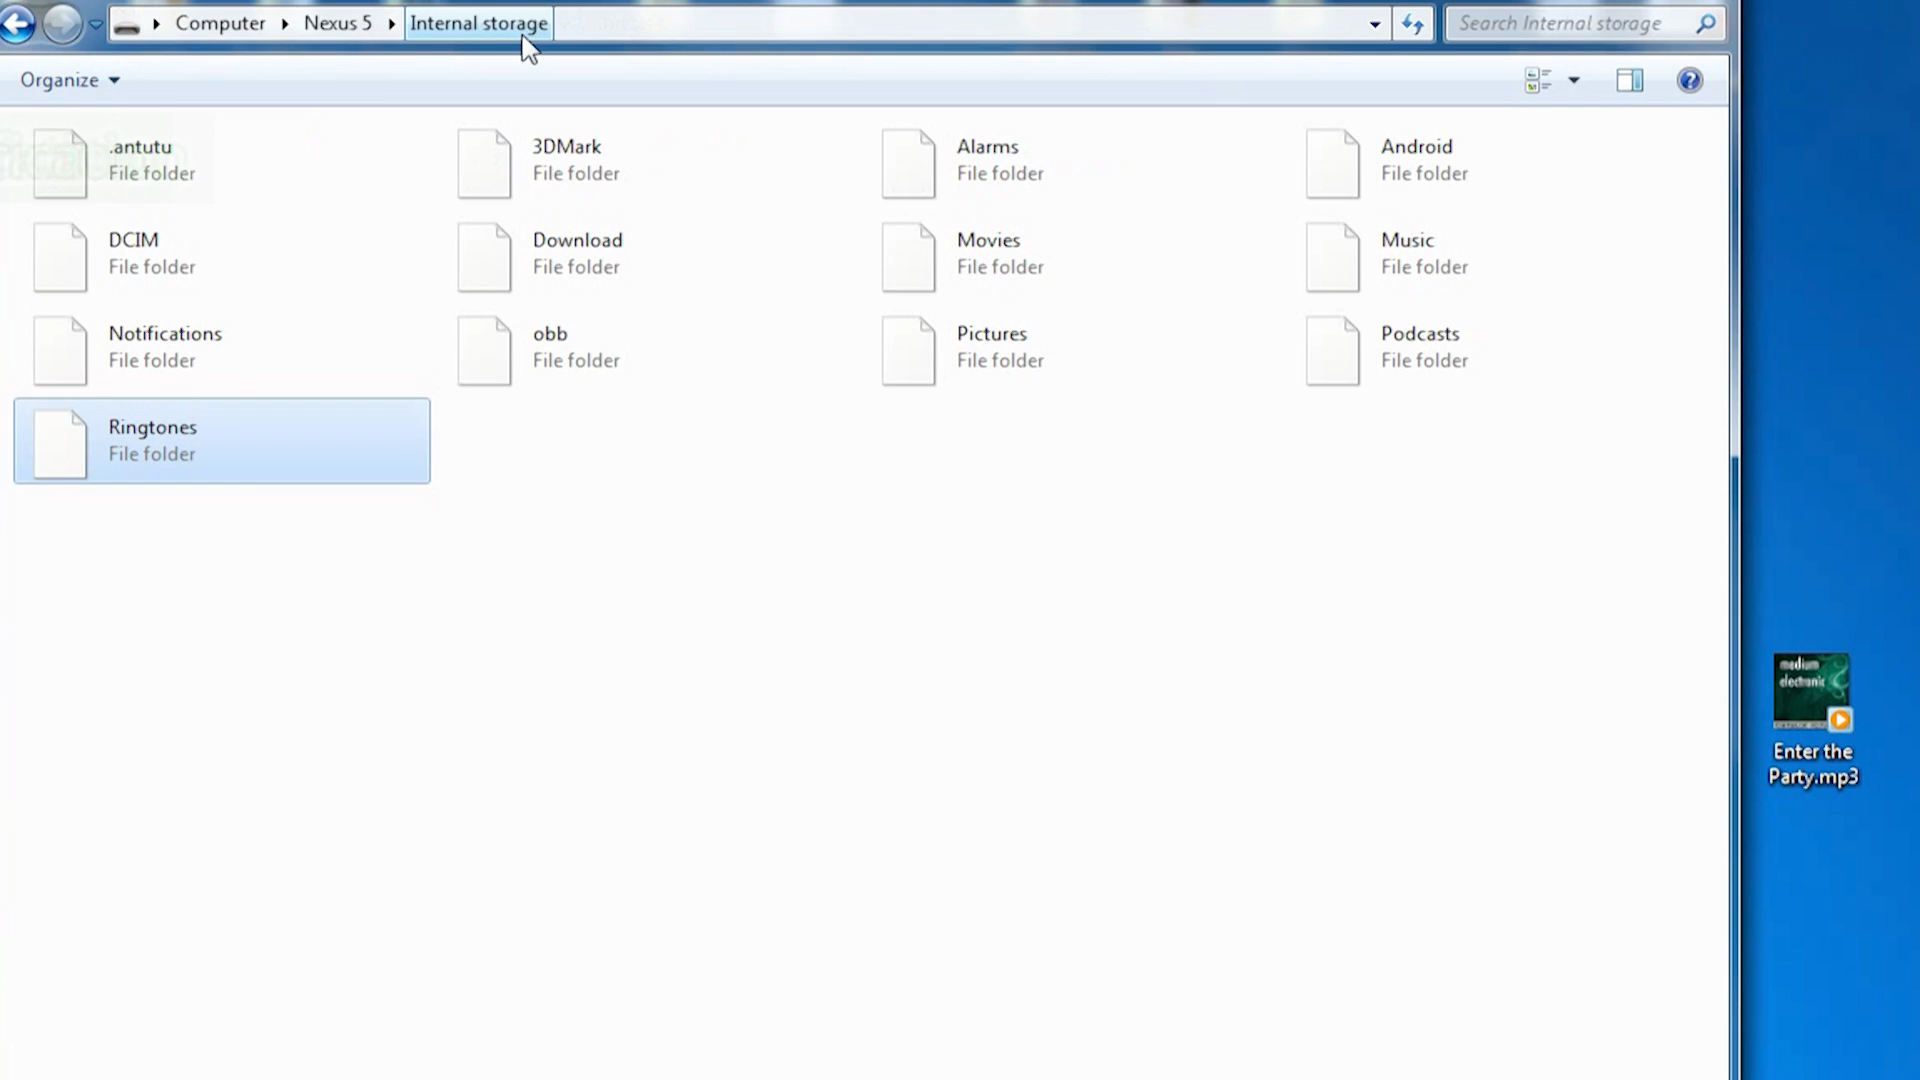 Computer Nexus 5 Internal storage
Search Internal storage
Organize
.antutu
File folder
3DMark
File folder
Alarms
File folder
Android
File folder
DCIM
File folder
Download
File folder
Movies
File folder
Music
File folder
Notifications
File folder
obb
File folder
Pictures
File folder
Podcasts
File folder
Ringtones
File folder
medium
electronic
Enter the
Party.mp3